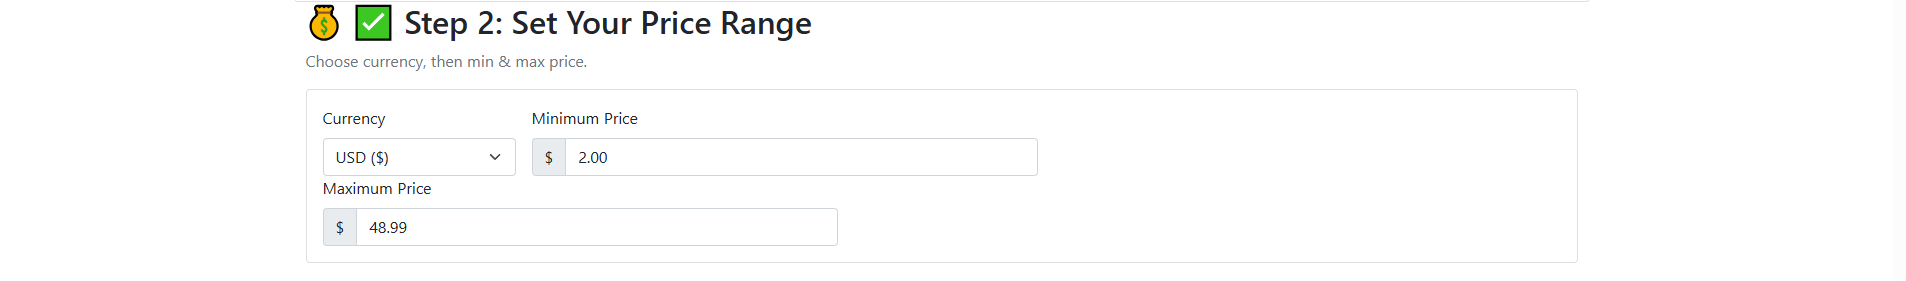 Step 2: Set Your Price Range
Choose currency, then min & max price.
Currency
Minimum Price
USD ($)
$ 2.00
Maximum Price
$ 48.99